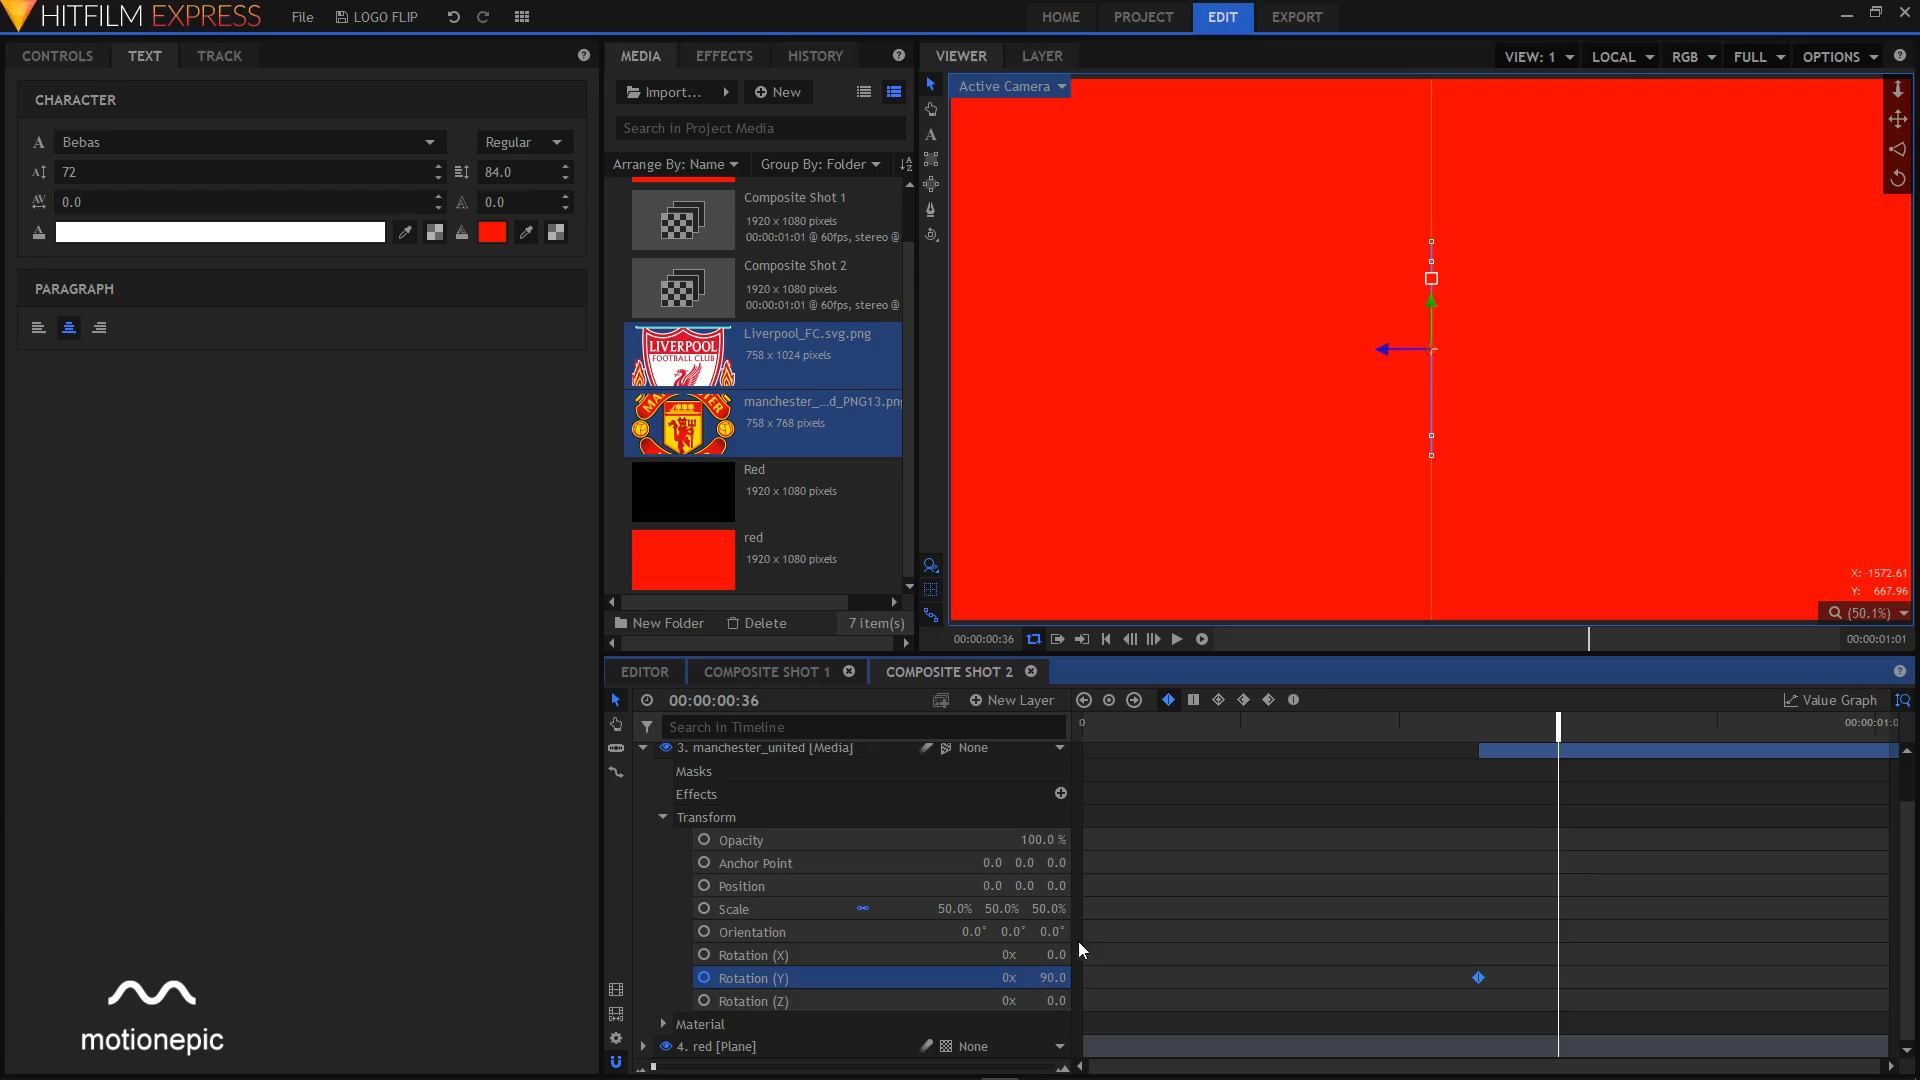 HITFILM EXPRESS
File
LOGO FLIP
HOME
PROJECT
EDIT
EXPORT
CONTROLS
TEXT
TRACK
CHARACTER
Bebas
Regular
72
84.0
0.0
0.0
PARAGRAPH
motionepic
MEDIA
EFFECTS
HISTORY
Import...
New
Search in Project Media
Arrange By: Name
Group By: Folder
Composite Shot 1
1920 x 1080 pixels
00:00:01:01 @ 60fps, stereo @
Composite Shot 2
1920 x 1080 pixels
00:00:01:01 @ 60fps, stereo @
LIVERPOOL
FOOTBALL CLUB
Liverpool_FC.svg.png
758 x 1024 pixels
manchester_...d_PNG13.png
758 x 768 pixels
Red
1920 x 1080 pixels
red
1920 x 1080 pixels
New Folder
Delete
7 item(s)
VIEWER
LAYER
VIEW: 1
LOCAL
RGB
FULL
OPTIONS
Active Camera
X: -1572.61
Y: 667.96
(50.1%)
00:00:00:36
00:00:01:01
EDITOR
COMPOSITE SHOT 1
COMPOSITE SHOT 2
00:00:00:36
New Layer
Value Graph
Search in Timeline
0
00:00:01:0
3. manchester_united [Media]
None
Masks
Effects
Transform
Opacity 100.0 %
Anchor Point 0.0 0.0 0.0
Position 0.0 0.0 0.0
Scale 50.0% 50.0% 50.0%
Orientation 0.0° 0.0° 0.0°
Rotation (X) 0x 0.0
Rotation (Y) 0x 90.0
Rotation (Z) 0x 0.0
Material
4. red [Plane]
None